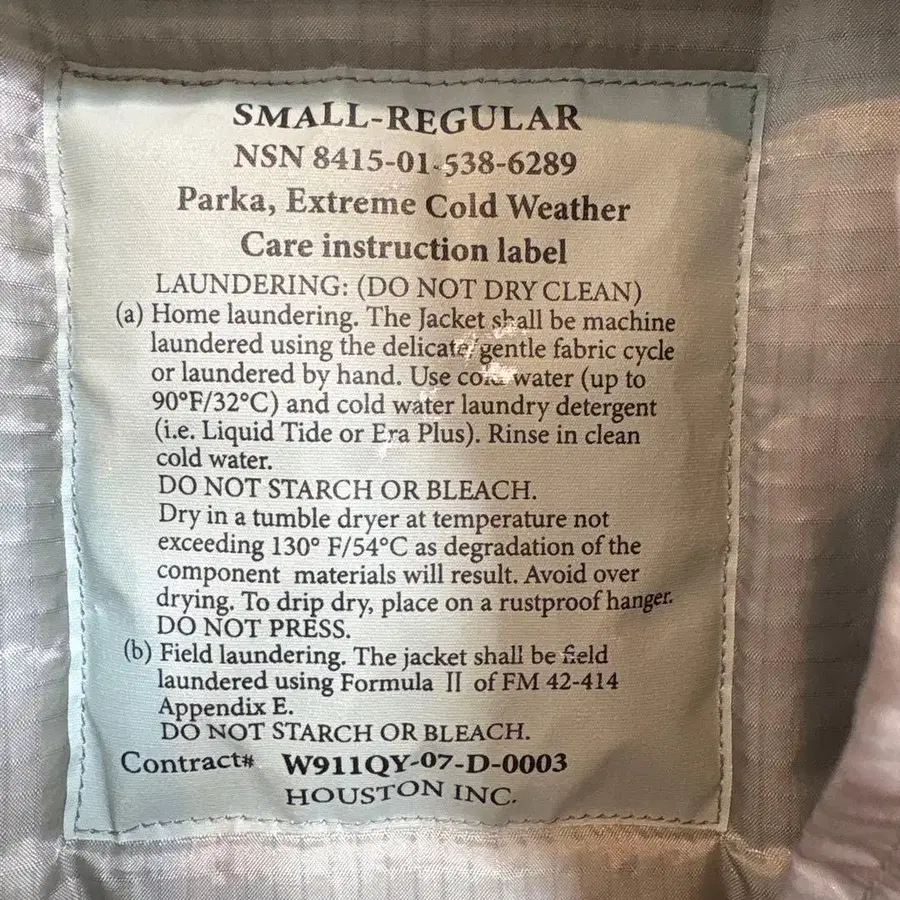 SMALL-REGULAR
NSN 8415-01-538-6289
Parka, Extreme Cold Weather
Care instruction label
LAUNDERING: (DO NOT DRY CLEAN)
(a) Home laundering. The Jacket shall be machine
laundered using the delicate/gentle fabric cycle
or laundered by hand. Use cold water (up to
90°F/32°C) and cold water laundry detergent
(i.e. Liquid Tide or Era Plus). Rinse in clean
cold water.
DO NOT STARCH OR BLEACH.
Dry in a tumble dryer at temperature not
exceeding 130° F/54°C as degradation of the
component materials will result. Avoid over
drying. To drip dry, place on a rustproof hanger.
DO NOT PRESS.
(b) Field laundering. The jacket shall be field
laundered using Formula II of FM 42-414
Appendix E.
DO NOT STARCH OR BLEACH.
Contract# W911QY-07-D-0003
HOUSTON INC.